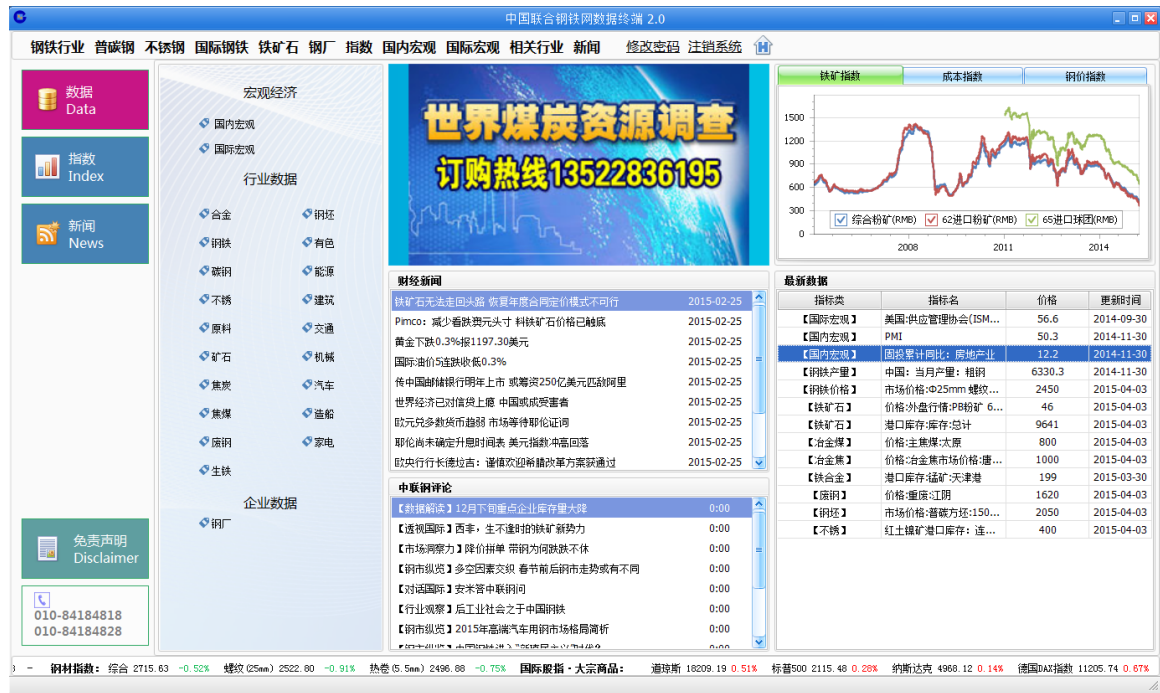 中国联合钢铁网数据终端 2.0
钢铁行业 普碳钢 不锈钢 国际钢铁 铁矿石 钢厂 指数 国内宏观 国际宏观 相关行业 新闻 修改密码 注销系统
数据
Data
指数
Index
新闻
News
免责声明
Disclaimer
010-84184818
010-84184828
宏观经济
国内宏观
国际宏观
行业数据
合金 钢坯
钢铁 有色
碳钢 能源
不锈 建筑
原料 交通
矿石 机械
焦炭 汽车
焦煤 造船
废钢 家电
生铁
企业数据
钢厂
世界煤炭资源调查
订购热线13522836195
财经新闻
铁矿石无法走回头路 恢复年度合同定价模式不可行 2015-02-25
Pimco：减少看跌澳元头寸 料铁矿石价格已触底 2015-02-25
黄金下跌0.3%报1197.30美元 2015-02-25
国际油价5连跌收低0.3% 2015-02-25
传中国邮储银行明年上市 或筹资250亿美元匹敌阿里 2015-02-25
世界经济已对信贷上瘾 中国或成受害者 2015-02-25
欧元兑多数货币趋弱 市场等待耶伦证词 2015-02-25
耶伦尚未确定升息时间表 美元指数冲高回落 2015-02-25
欧央行行长德拉吉：谨慎欢迎希腊改革方案获通过 2015-02-25
中联钢评论
【数据解读】12月下旬重点企业库存量大降 0:00
【透视国际】西非，生不逢时的铁矿新势力 0:00
【市场洞察力】降价拼单 带钢为何跌跌不休 0:00
【钢市纵览】多空因素交织 春节前后钢市走势或有不同 0:00
【对话国际】安米答中联钢问 0:00
【行业观察】后工业社会之于中国钢铁 0:00
【钢市纵览】2015年高端汽车用钢市场格局简析 0:00
铁矿指数 成本指数 钢价指数
1500
1200
900
600
300
0
综合粉矿(RMB) 62进口粉矿(RMB) 65进口球团(RMB)
2008 2011 2014
最新数据
指标类 指标名 价格 更新时间
【国际宏观】 美国:供应管理协会(ISM... 56.6 2014-09-30
【国内宏观】 PMI 50.3 2014-11-30
【国内宏观】 固投累计同比：房地产业 12.2 2014-11-30
【钢铁产量】 中国：当月产量：粗钢 6330.3 2014-11-30
【钢铁价格】 市场价格:Φ25mm 螺纹... 2450 2015-04-03
【铁矿石】 价格:外盘行情:PB粉矿 6... 46 2015-04-03
【铁矿石】 港口库存:库存:总计 9641 2015-04-03
【冶金煤】 价格:主焦煤:太原 800 2015-04-03
【冶金焦】 价格:冶金焦市场价格:唐... 1000 2015-04-03
【铁合金】 港口库存:锰矿:天津港 199 2015-03-30
【废钢】 价格:重废:江阴 1620 2015-04-03
【钢坯】 市场价格:普碳方坯:150... 2050 2015-04-03
【不锈】 红土镍矿港口库存：连... 400 2015-04-03
钢材指数： 综合 2715.63 -0.52% 螺纹(25mm) 2522.80 -0.91% 热卷(5.5mm) 2496.88 -0.75% 国际股指·大宗商品： 道琼斯 18209.19 0.51% 标普500 2115.48 0.28% 纳斯达克 4968.12 0.14% 德国DAX指数 11205.74 0.67%